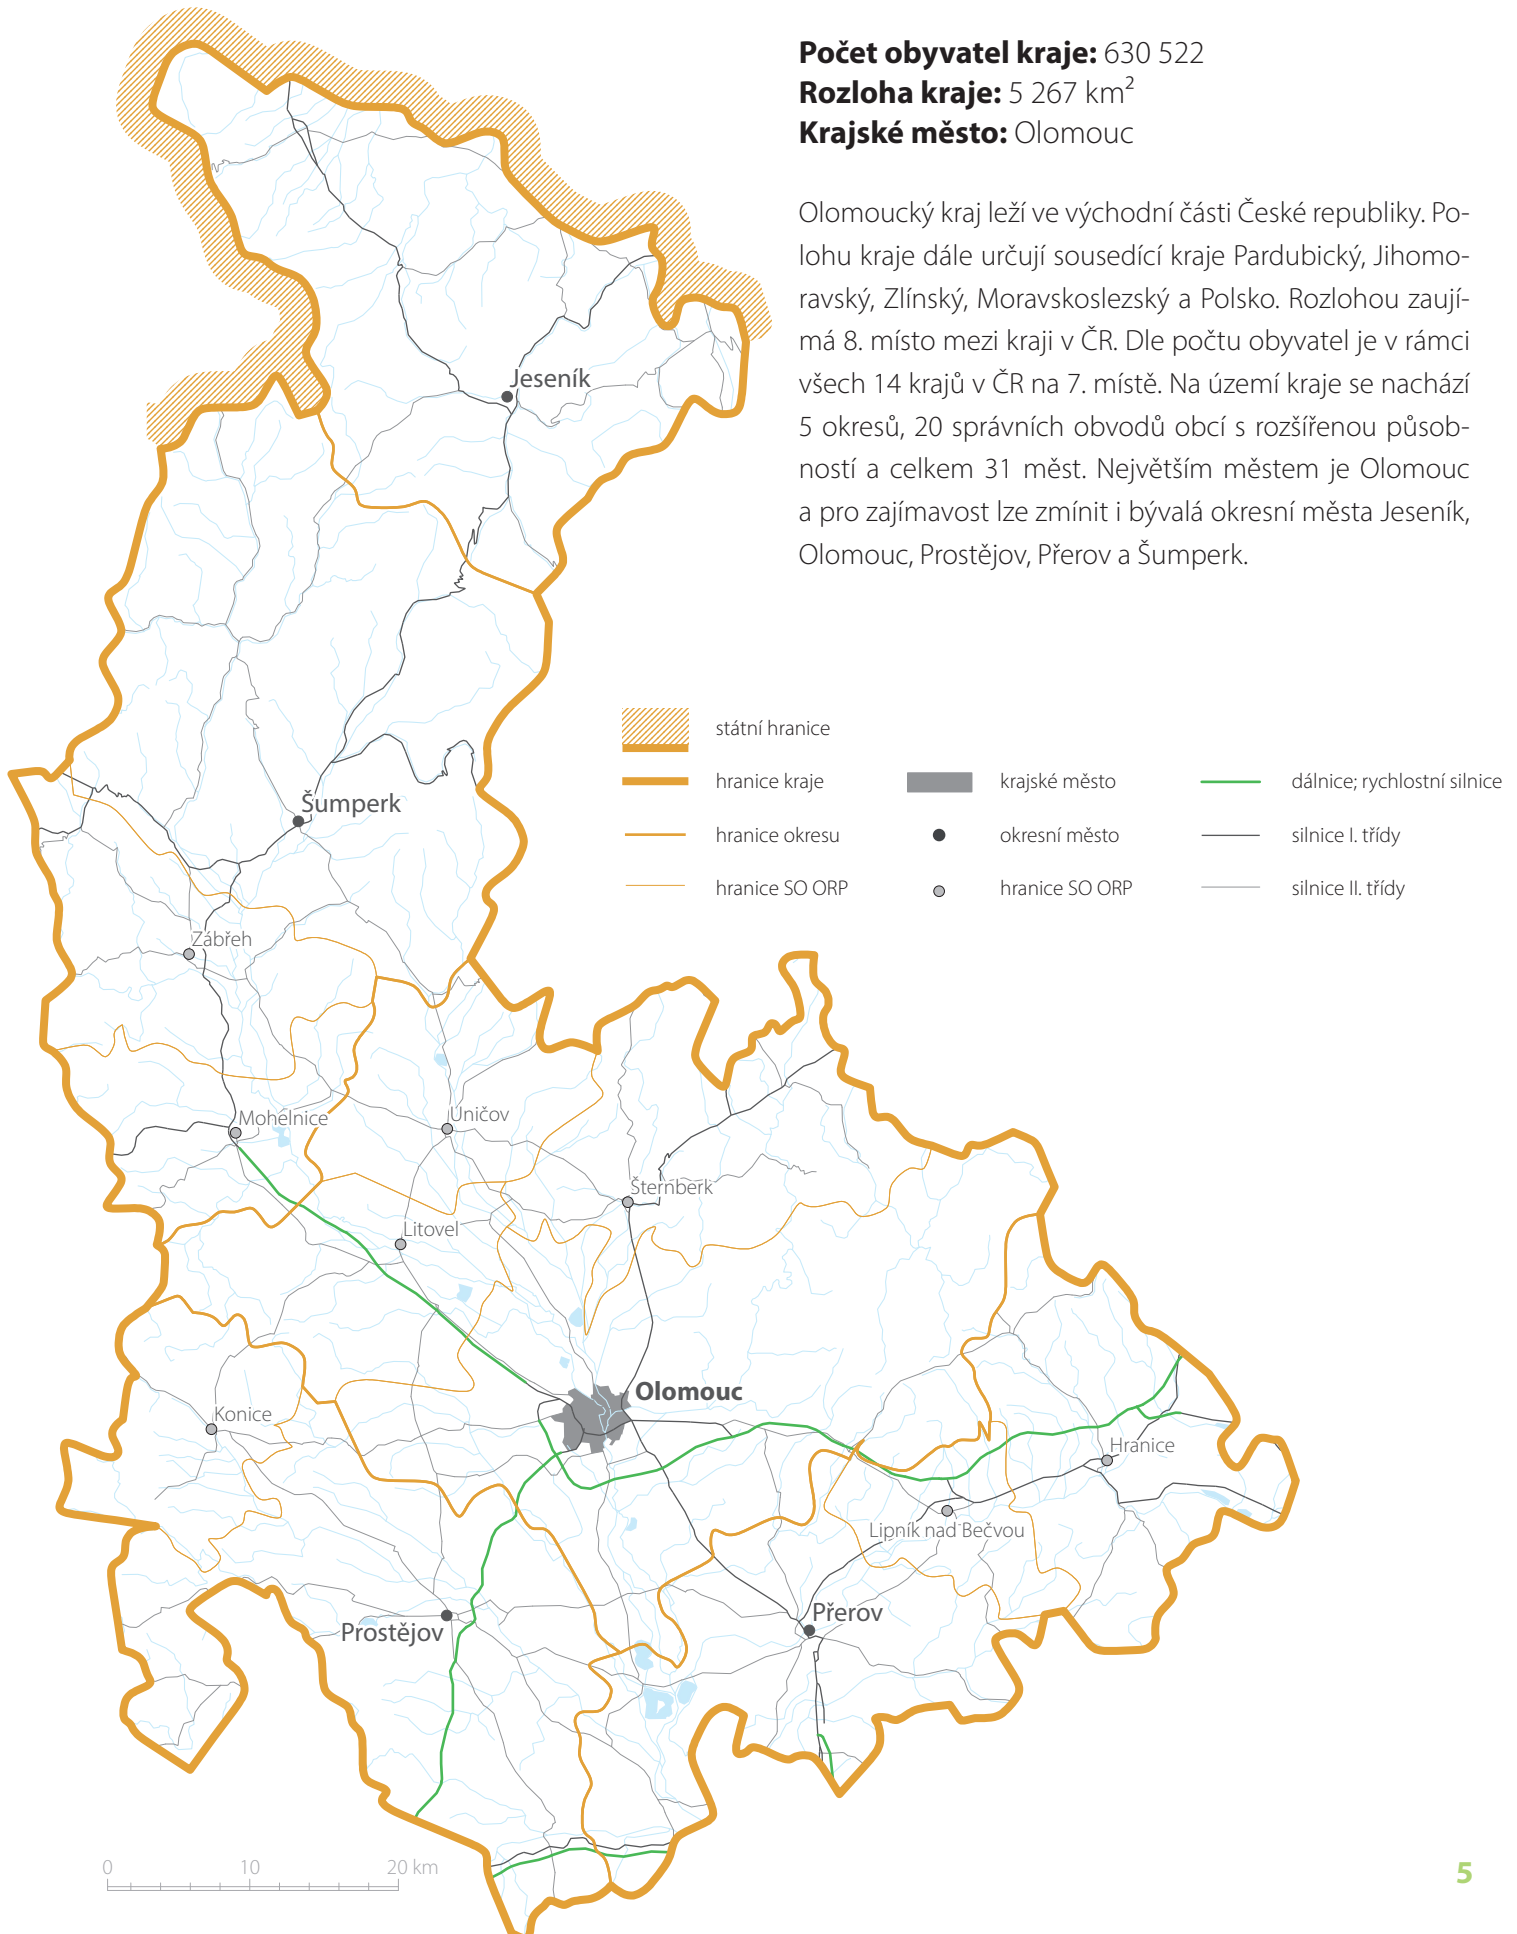 Počet obyvatel kraje: 630 522
Rozloha kraje: 5 267 km²
Krajské město: Olomouc
Olomoucký kraj leží ve východní části České republiky. Po-
lohu kraje dále určují sousedící kraje Pardubický, Jihomo-
ravský, Zlínský, Moravskoslezský a Polsko. Rozlohou zaují-
má 8. místo mezi kraji v ČR. Dle počtu obyvatel je v rámci
všech 14 krajů v ČR na 7. místě. Na území kraje se nachází
5 okresů, 20 správních obvodů obcí s rozšířenou působ-
ností a celkem 31 měst. Největším městem je Olomouc
a pro zajímavost lze zmínit i bývalá okresní města Jeseník,
Olomouc, Prostějov, Přerov a Šumperk.
Jeseník
státní hranice
hranice kraje
krajské město
dálnice; rychlostní silnice
hranice okresu
okresní město
silnice I. třídy
hranice SO ORP
hranice SO ORP
silnice II. třídy
Šumperk
Zábřeh
Mohelnice
Uničov
Šternberk
Litovel
Olomouc
Konice
Hranice
Lipník nad Bečvou
Přerov
Prostějov
0 10 20 km
5